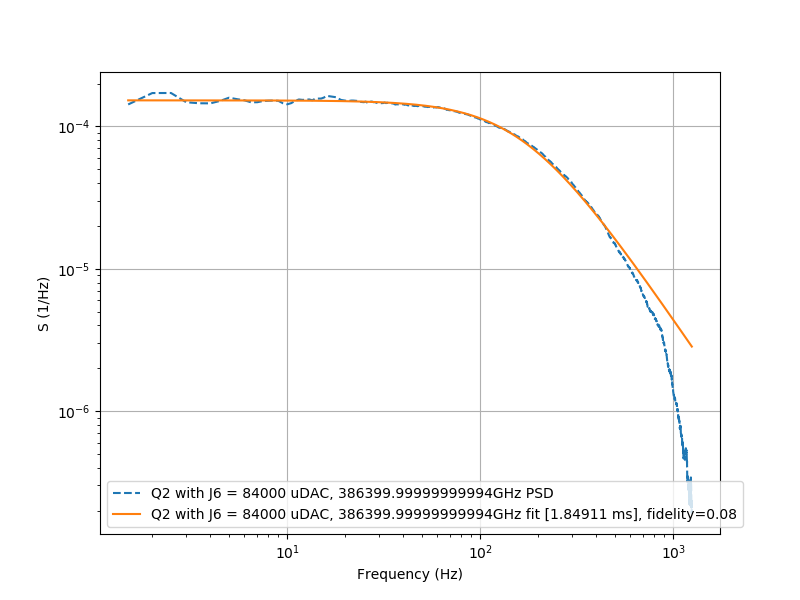 S (1/Hz)
10⁻⁴
10⁻⁵
10⁻⁶
Q2 with J6 = 84000 uDAC, 386399.99999999994GHz PSD
Q2 with J6 = 84000 uDAC, 386399.99999999994GHz fit [1.84911 ms], fidelity=0.08
10¹ 10² 10³
Frequency (Hz)